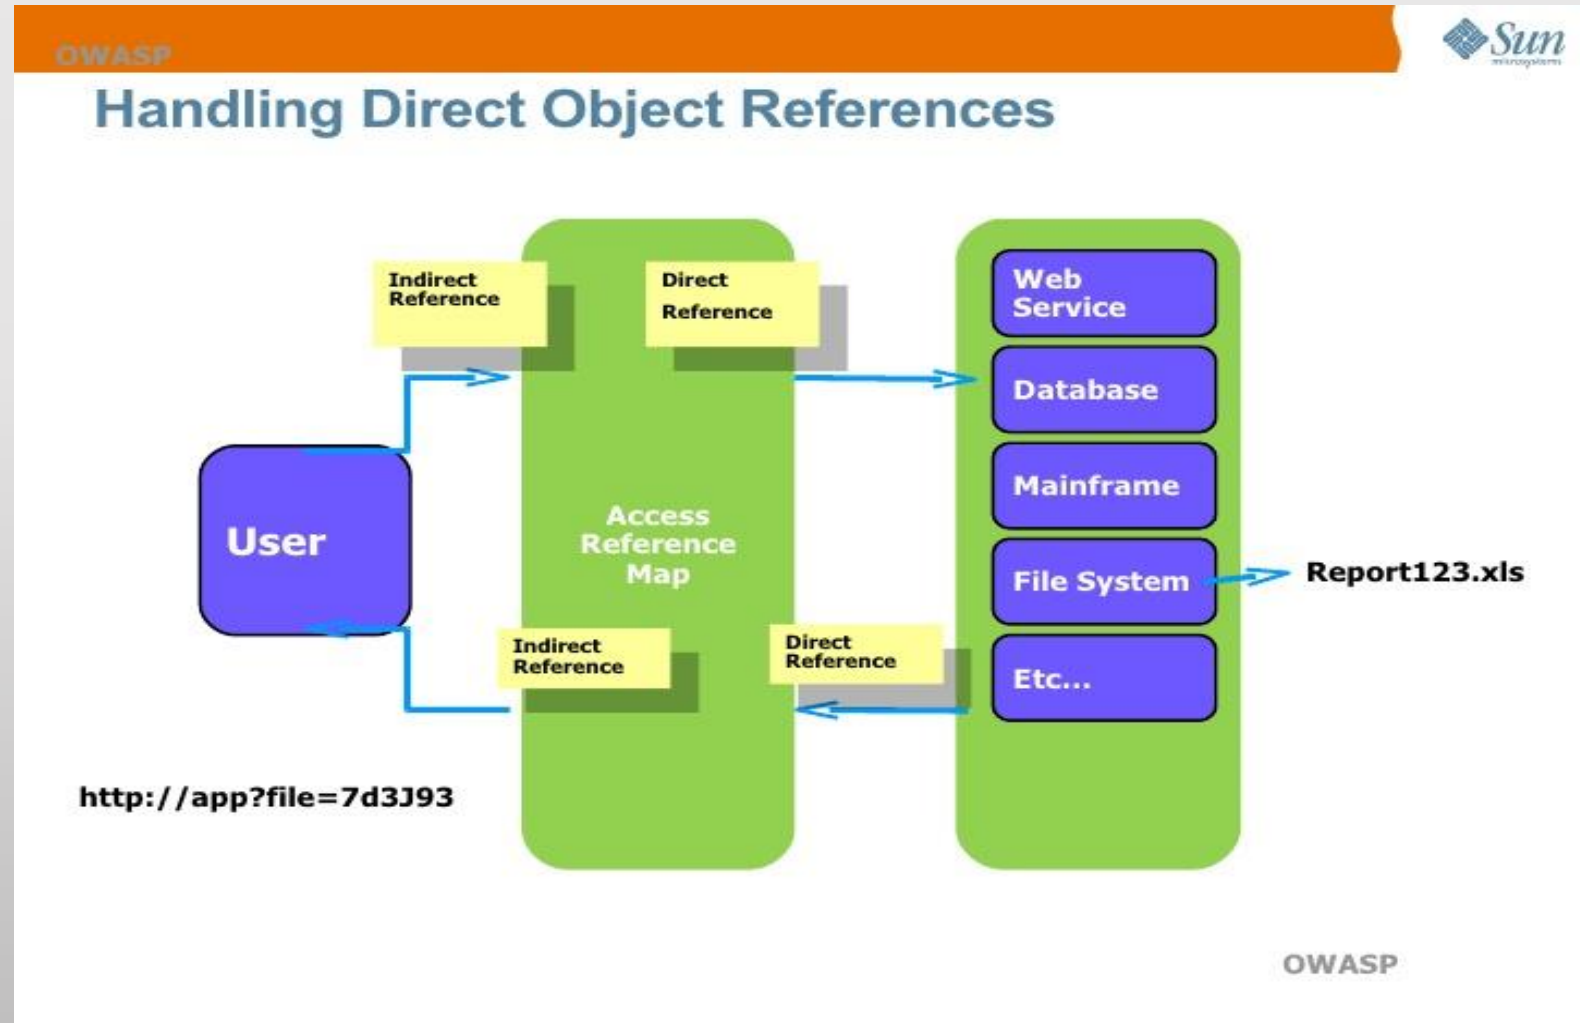 OWASP
Sun
microsystems
Handling Direct Object References
Indirect
Reference
Direct
Reference
Web
Service
Database
Mainframe
File System
Etc...
User
Access
Reference
Map
Report123.xls
Indirect
Reference
Direct
Reference
http://app?file=7d3J93
OWASP